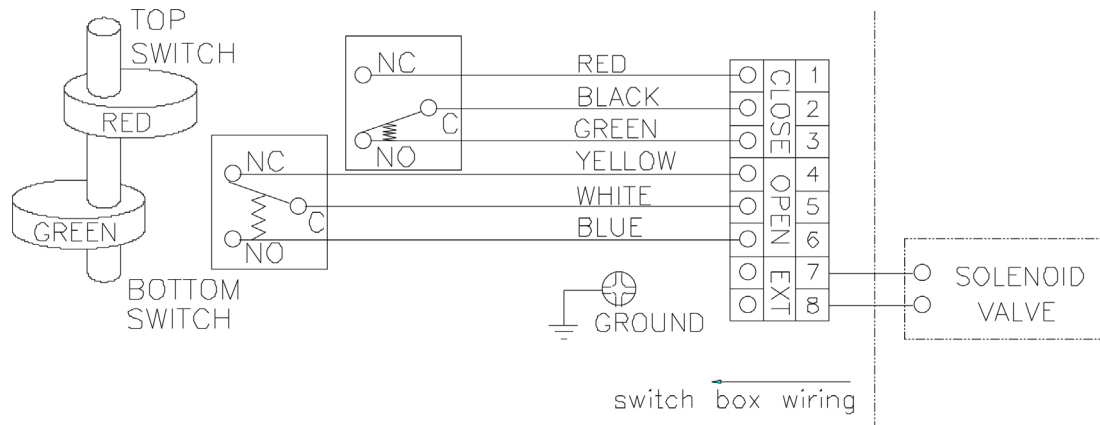 TOP
SWITCH
RED
GREEN
BOTTOM
SWITCH
NC
C
NO
NC
C
NO
RED
BLACK
GREEN
YELLOW
WHITE
BLUE
GROUND
CLOSE
OPEN
EXT
1
2
3
4
5
6
7
8
SOLENOID
VALVE
switch box wiring